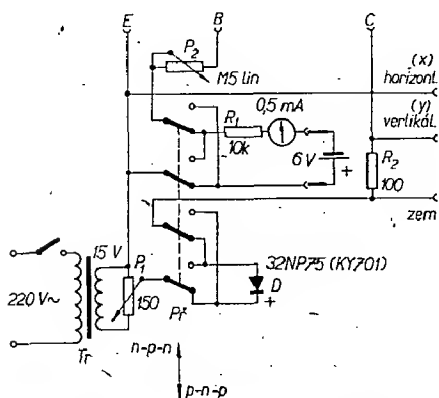 E B C
P₂
M5 lin
(x)
horizont.
(y)
vertikál.
R₁
10k
0,5 mA
6 V
+
R₂
100
zem
15 V
P₁
150
220 V~
Tr
Př
32NP75 (KY701)
D
+
n-p-n
p-n-p